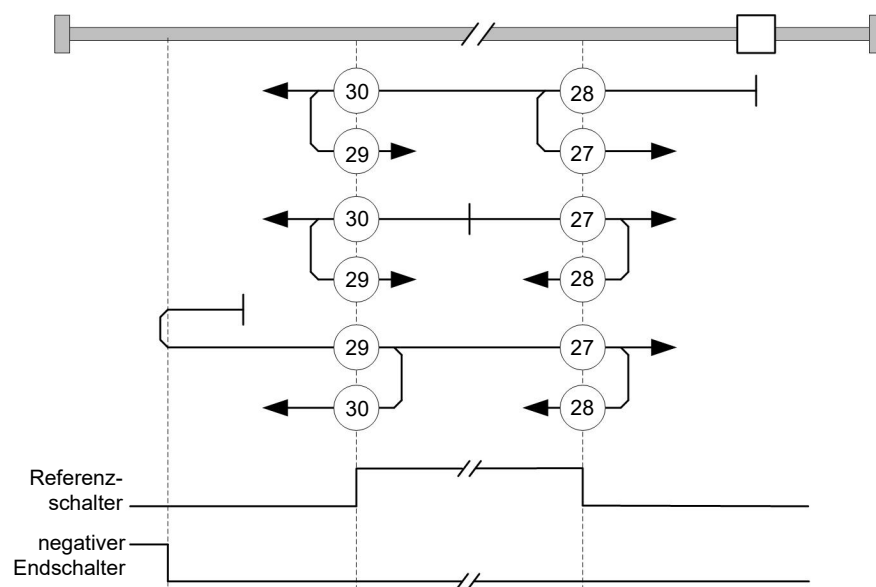 30 28
29 27
30 27
29 28
29 27
30 28
Referenz-
schalter
negativer
Endschalter